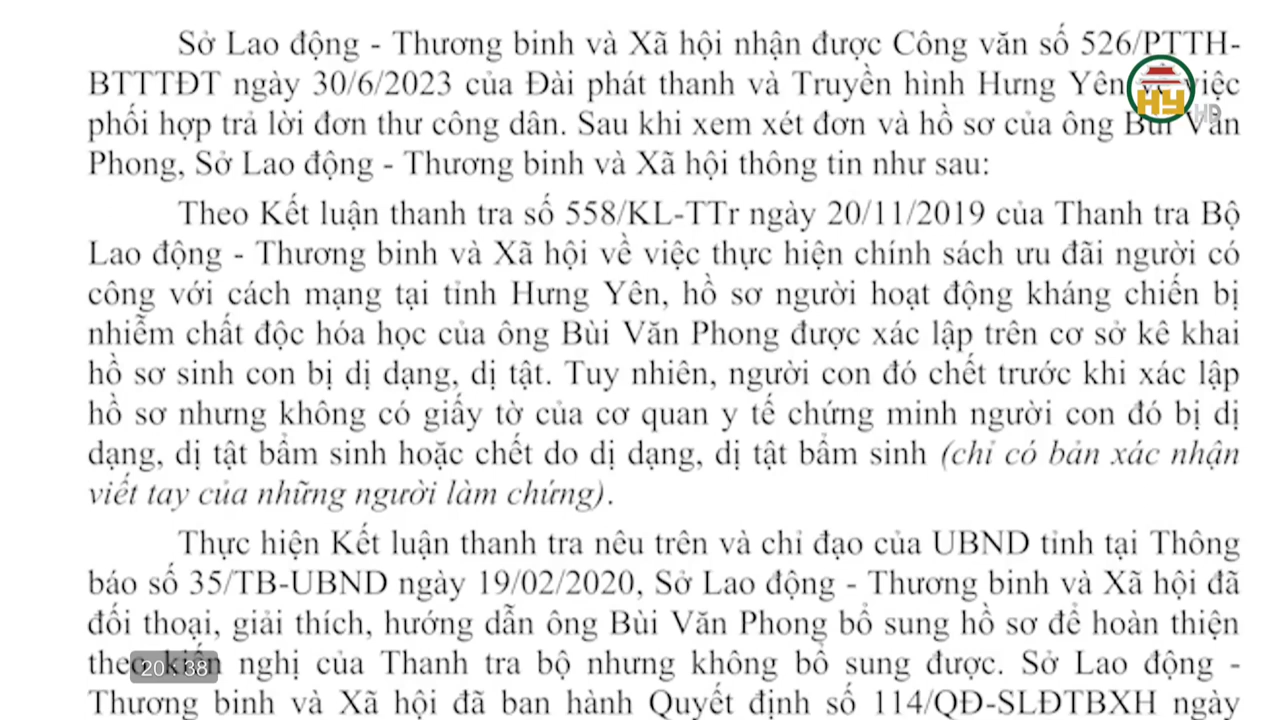 Sở Lao động - Thương binh và Xã hội nhận được Công văn số 526/PTTH-
BTTTĐT ngày 30/6/2023 của Đài phát thanh và Truyền hình Hưng Yên về việc
phối hợp trả lời đơn thư công dân. Sau khi xem xét đơn và hồ sơ của ông Bùi Văn
Phong, Sở Lao động - Thương binh và Xã hội thông tin như sau:
Theo Kết luận thanh tra số 558/KL-TTr ngày 20/11/2019 của Thanh tra Bộ
Lao động - Thương binh và Xã hội về việc thực hiện chính sách ưu đãi người có
công với cách mạng tại tỉnh Hưng Yên, hồ sơ người hoạt động kháng chiến bị
nhiễm chất độc hóa học của ông Bùi Văn Phong được xác lập trên cơ sở kê khai
hồ sơ sinh con bị dị dạng, dị tật. Tuy nhiên, người con đó chết trước khi xác lập
hồ sơ nhưng không có giấy tờ của cơ quan y tế chứng minh người con đó bị dị
dạng, dị tật bẩm sinh hoặc chết do dị dạng, dị tật bẩm sinh (chỉ có bản xác nhận
viết tay của những người làm chứng).
Thực hiện Kết luận thanh tra nêu trên và chỉ đạo của UBND tỉnh tại Thông
báo số 35/TB-UBND ngày 19/02/2020, Sở Lao động - Thương binh và Xã hội đã
đối thoại, giải thích, hướng dẫn ông Bùi Văn Phong bổ sung hồ sơ để hoàn thiện
theo kiến nghị của Thanh tra bộ nhưng không bổ sung được. Sở Lao động -
Thương binh và Xã hội đã ban hành Quyết định số 114/QĐ-SLĐTBXH ngày
HY HD
20:38